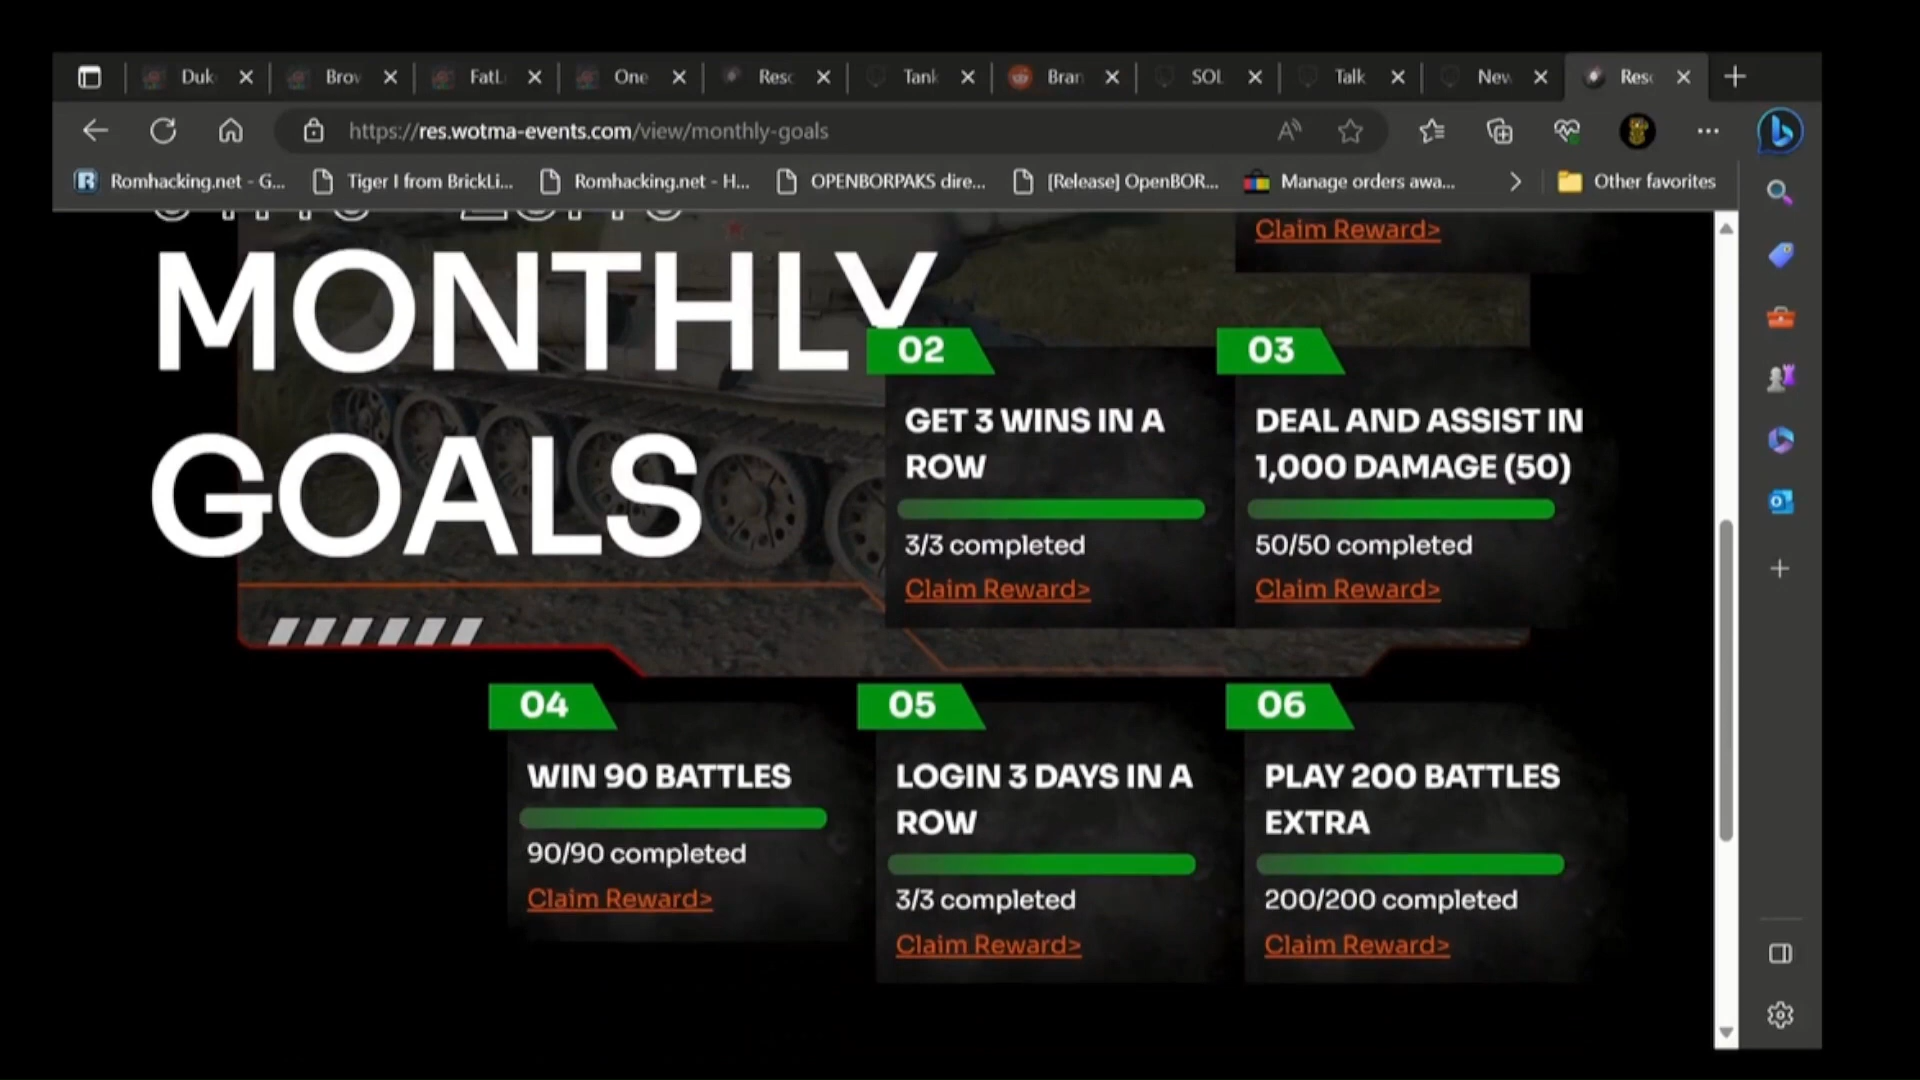 Duk
Brov
FatL
One
Resc
Tank
Bran
SOL
Talk
New
Resc
https://res.wotma-events.com/view/monthly-goals
Romhacking.net - G...
Tiger I from BrickLi...
Romhacking.net - H...
OPENBORPAKS dire...
[Release] OpenBOR...
Manage orders awa...
Other favorites
Claim Reward>
MONTHLY
GOALS
02
GET 3 WINS IN A
ROW
3/3 completed
Claim Reward>
03
DEAL AND ASSIST IN
1,000 DAMAGE (50)
50/50 completed
Claim Reward>
04
WIN 90 BATTLES
90/90 completed
Claim Reward>
05
LOGIN 3 DAYS IN A
ROW
3/3 completed
Claim Reward>
06
PLAY 200 BATTLES
EXTRA
200/200 completed
Claim Reward>